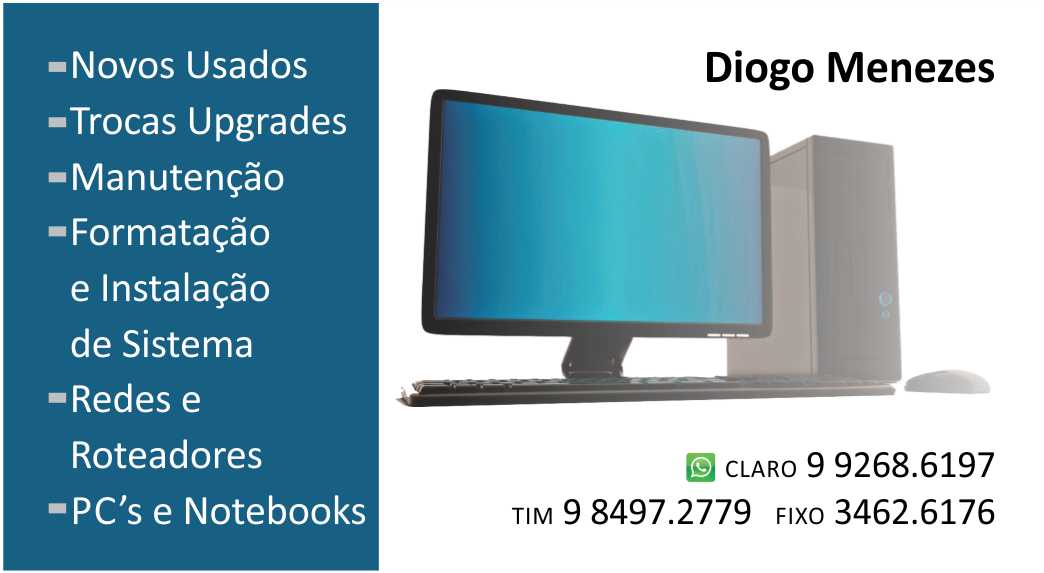 Novos Usados
Trocas Upgrades
Manutenção
Formatação
e Instalação
de Sistema
Redes e
Roteadores
PC’s e Notebooks
Diogo Menezes
CLARO 9 9268.6197
TIM 9 8497.2779 FIXO 3462.6176